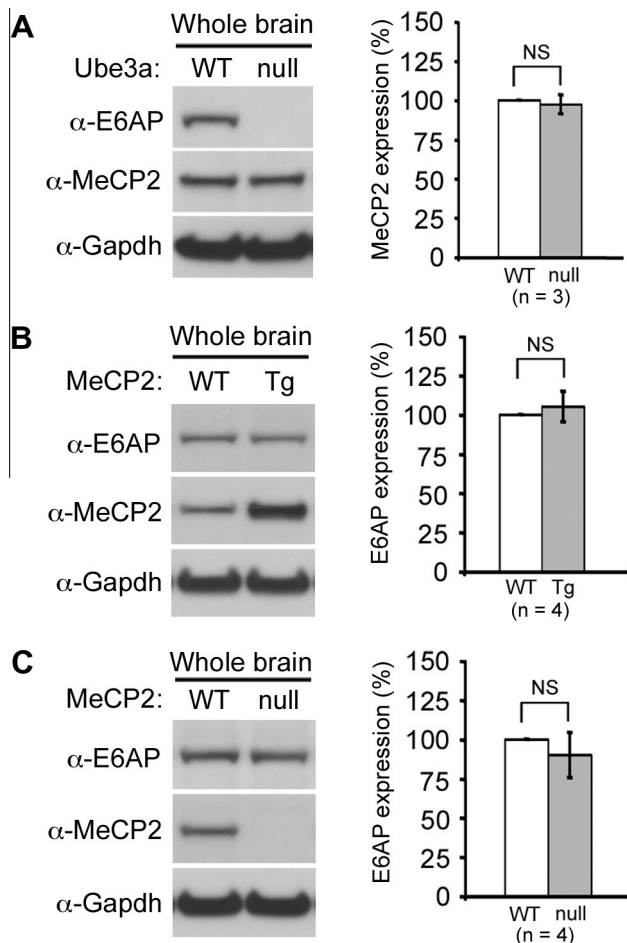 A
Whole brain
Ube3a: WT null
α-E6AP
α-MeCP2
α-Gapdh
MeCP2 expression (%)
150
125
100
75
50
25
0
NS
WT null
(n = 3)
B
Whole brain
MeCP2: WT Tg
α-E6AP
α-MeCP2
α-Gapdh
E6AP expression (%)
150
125
100
75
50
25
0
NS
WT Tg
(n = 4)
C
Whole brain
MeCP2: WT null
α-E6AP
α-MeCP2
α-Gapdh
E6AP expression (%)
150
125
100
75
50
25
0
NS
WT null
(n = 4)